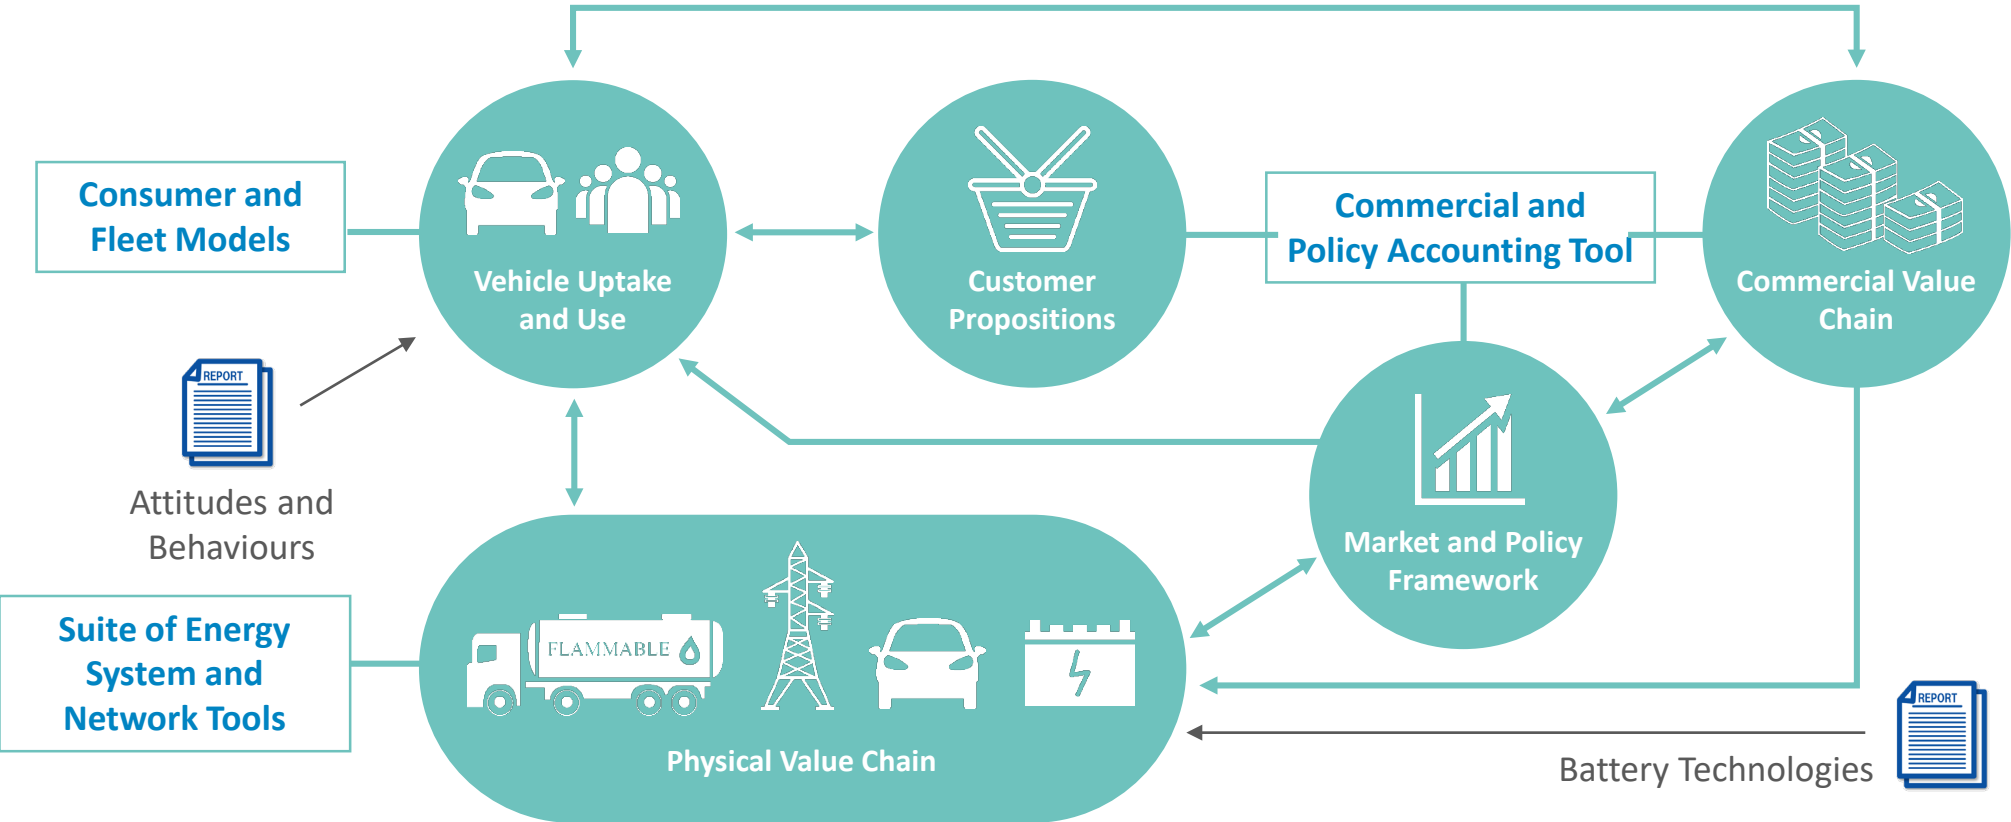 Consumer and
Fleet Models
Vehicle Uptake
and Use
Customer
Propositions
Commercial and
Policy Accounting Tool
Commercial Value
Chain
REPORT
Attitudes and
Behaviours
Market and Policy
Framework
Suite of Energy
System and
Network Tools
FLAMMABLE
Physical Value Chain
REPORT
Battery Technologies